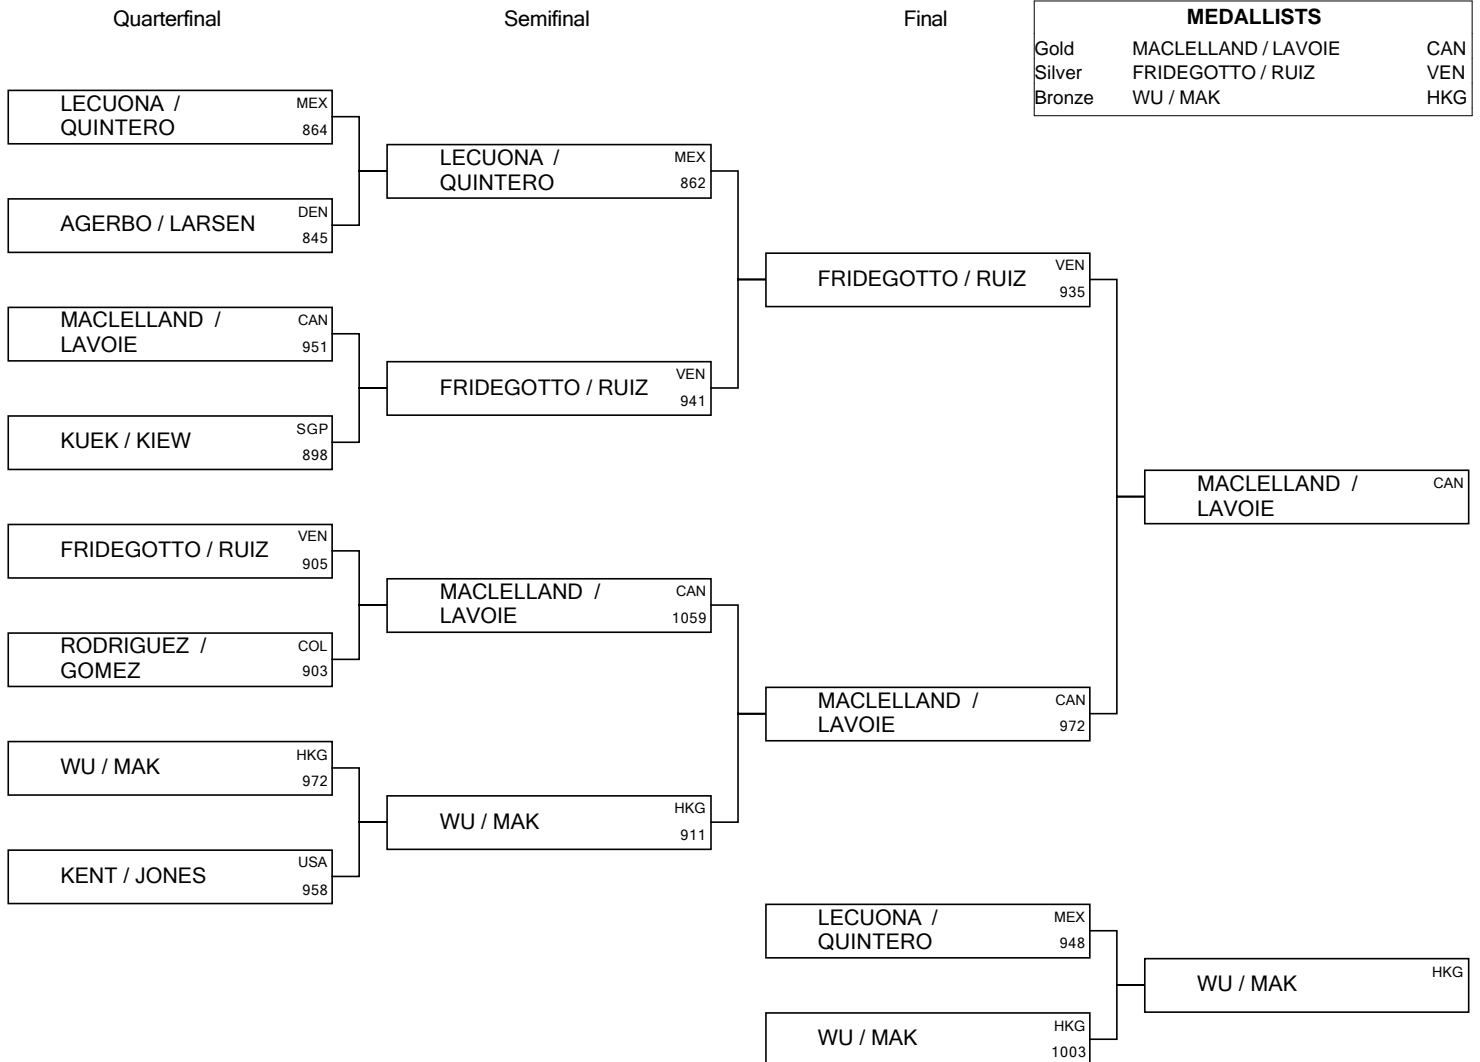 Quarterfinal
Semifinal
Final
MEDALLISTS
Gold MACLELLAND / LAVOIE CAN
Silver FRIDEGOTTO / RUIZ VEN
Bronze WU / MAK HKG
LECUONA / MEX
QUINTERO 864
AGERBO / LARSEN DEN
845
MACLELLAND / CAN
LAVOIE 951
KUEK / KIEW SGP
898
FRIDEGOTTO / RUIZ VEN
905
RODRIGUEZ / COL
GOMEZ 903
WU / MAK HKG
972
KENT / JONES USA
958
LECUONA / MEX
QUINTERO 862
FRIDEGOTTO / RUIZ VEN
941
MACLELLAND / CAN
LAVOIE 1059
WU / MAK HKG
911
FRIDEGOTTO / RUIZ VEN
935
MACLELLAND / CAN
LAVOIE 972
MACLELLAND / CAN
LAVOIE
LECUONA / MEX
QUINTERO 948
WU / MAK HKG
1003
WU / MAK HKG